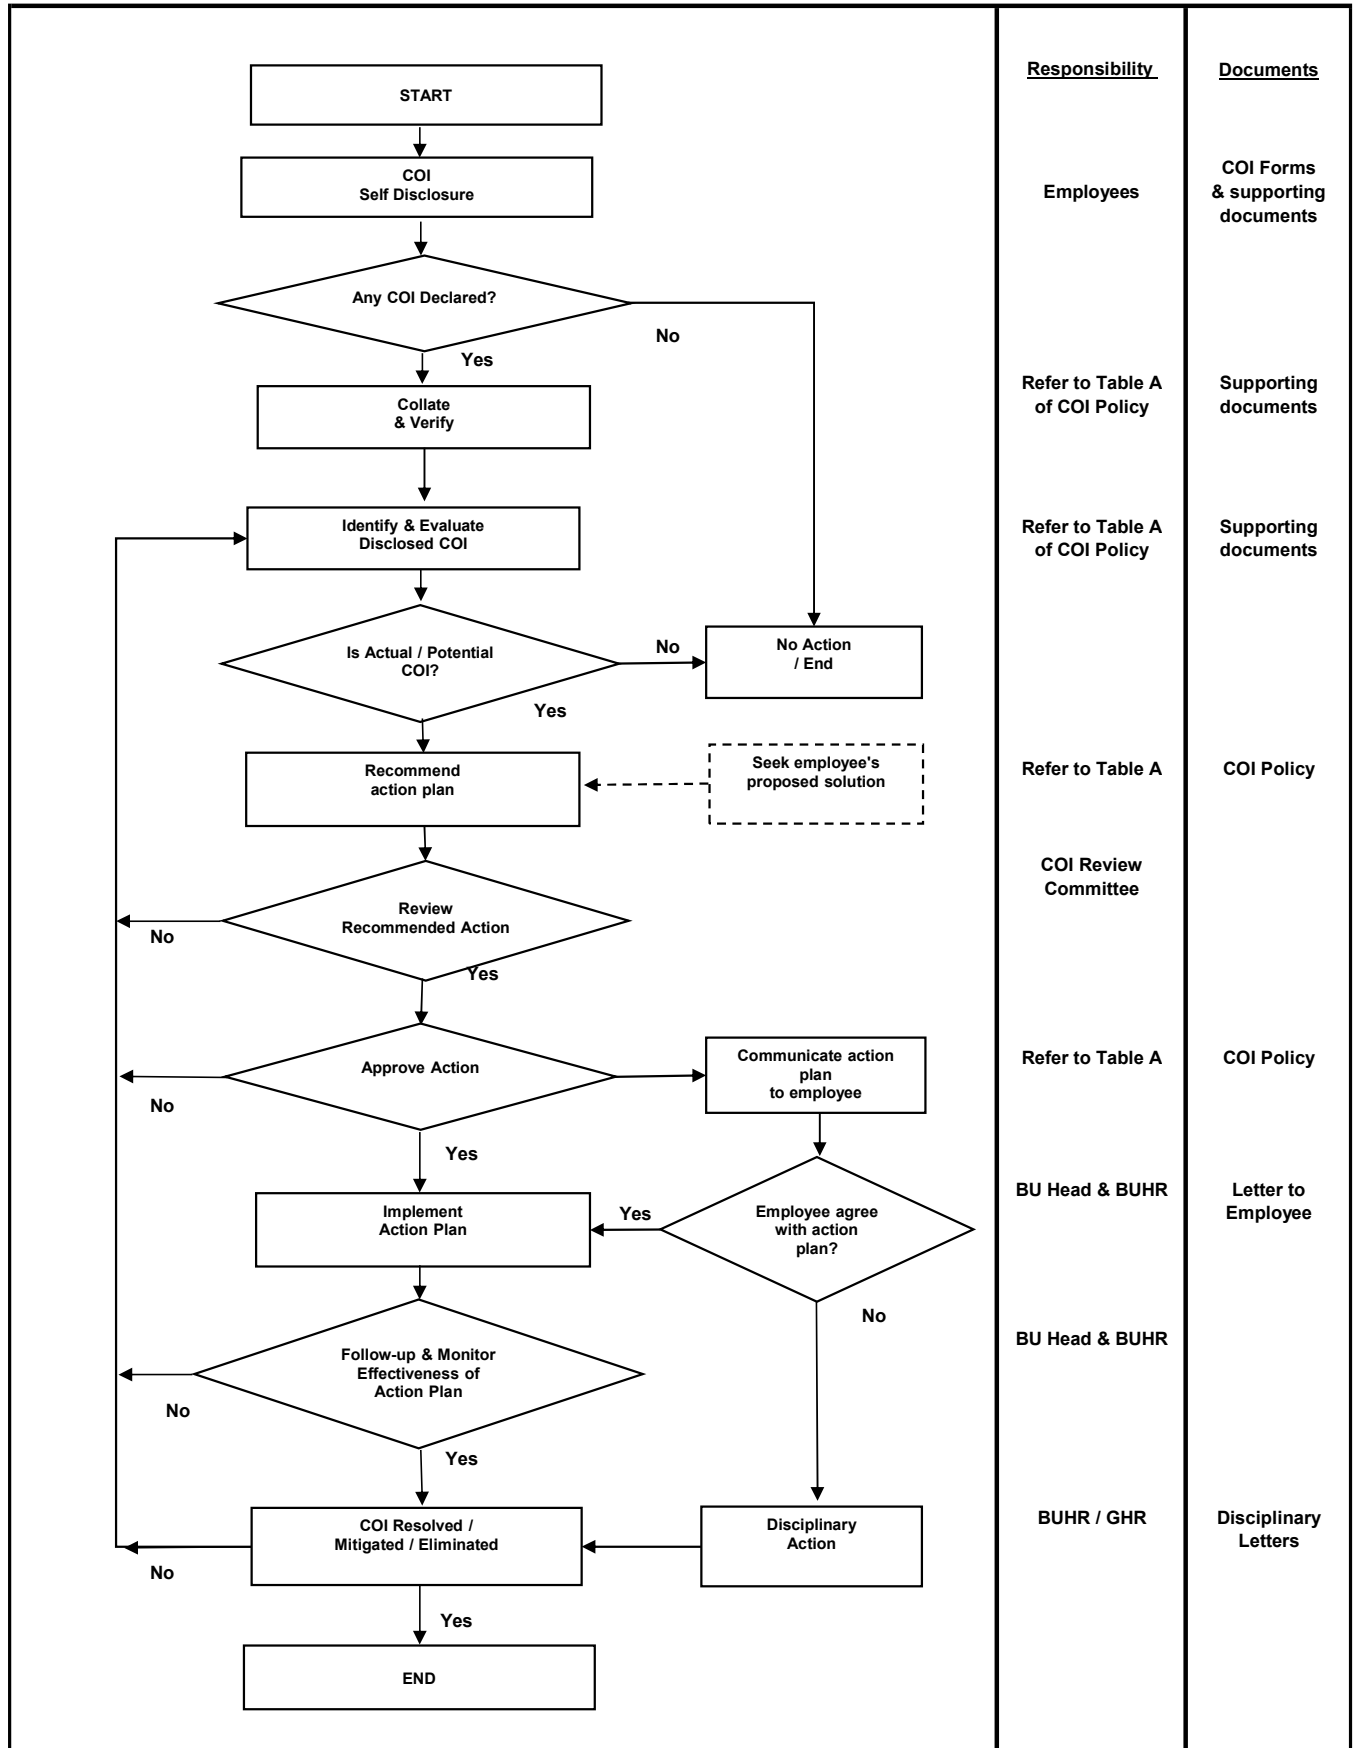 Responsibility
Documents
START
COI
Self Disclosure
Employees
COI Forms
& supporting
documents
Any COI Declared?
No
Yes
Collate
& Verify
Refer to Table A
of COI Policy
Supporting
documents
Identify & Evaluate
Disclosed COI
Refer to Table A
of COI Policy
Supporting
documents
Is Actual / Potential
COI?
No
No Action
/ End
Yes
Recommend
action plan
Seek employee's
proposed solution
Refer to Table A
COI Policy
COI Review
Committee
Review
Recommended Action
No
Yes
Approve Action
Communicate action
plan
to employee
Refer to Table A
COI Policy
No
Yes
Implement
Action Plan
Yes
Employee agree
with action
plan?
BU Head & BUHR
Letter to
Employee
No
BU Head & BUHR
Follow-up & Monitor
Effectiveness of
Action Plan
No
Yes
COI Resolved /
Mitigated / Eliminated
Disciplinary
Action
BUHR / GHR
Disciplinary
Letters
No
Yes
END